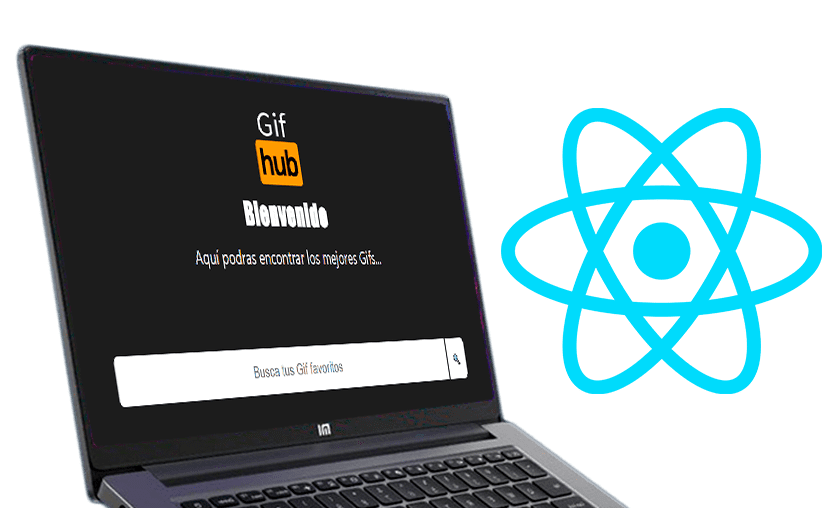 Gif
hub
Bienvenido
Aquí podras encontrar los mejores Gifs...
Busca tus Gif favoritos